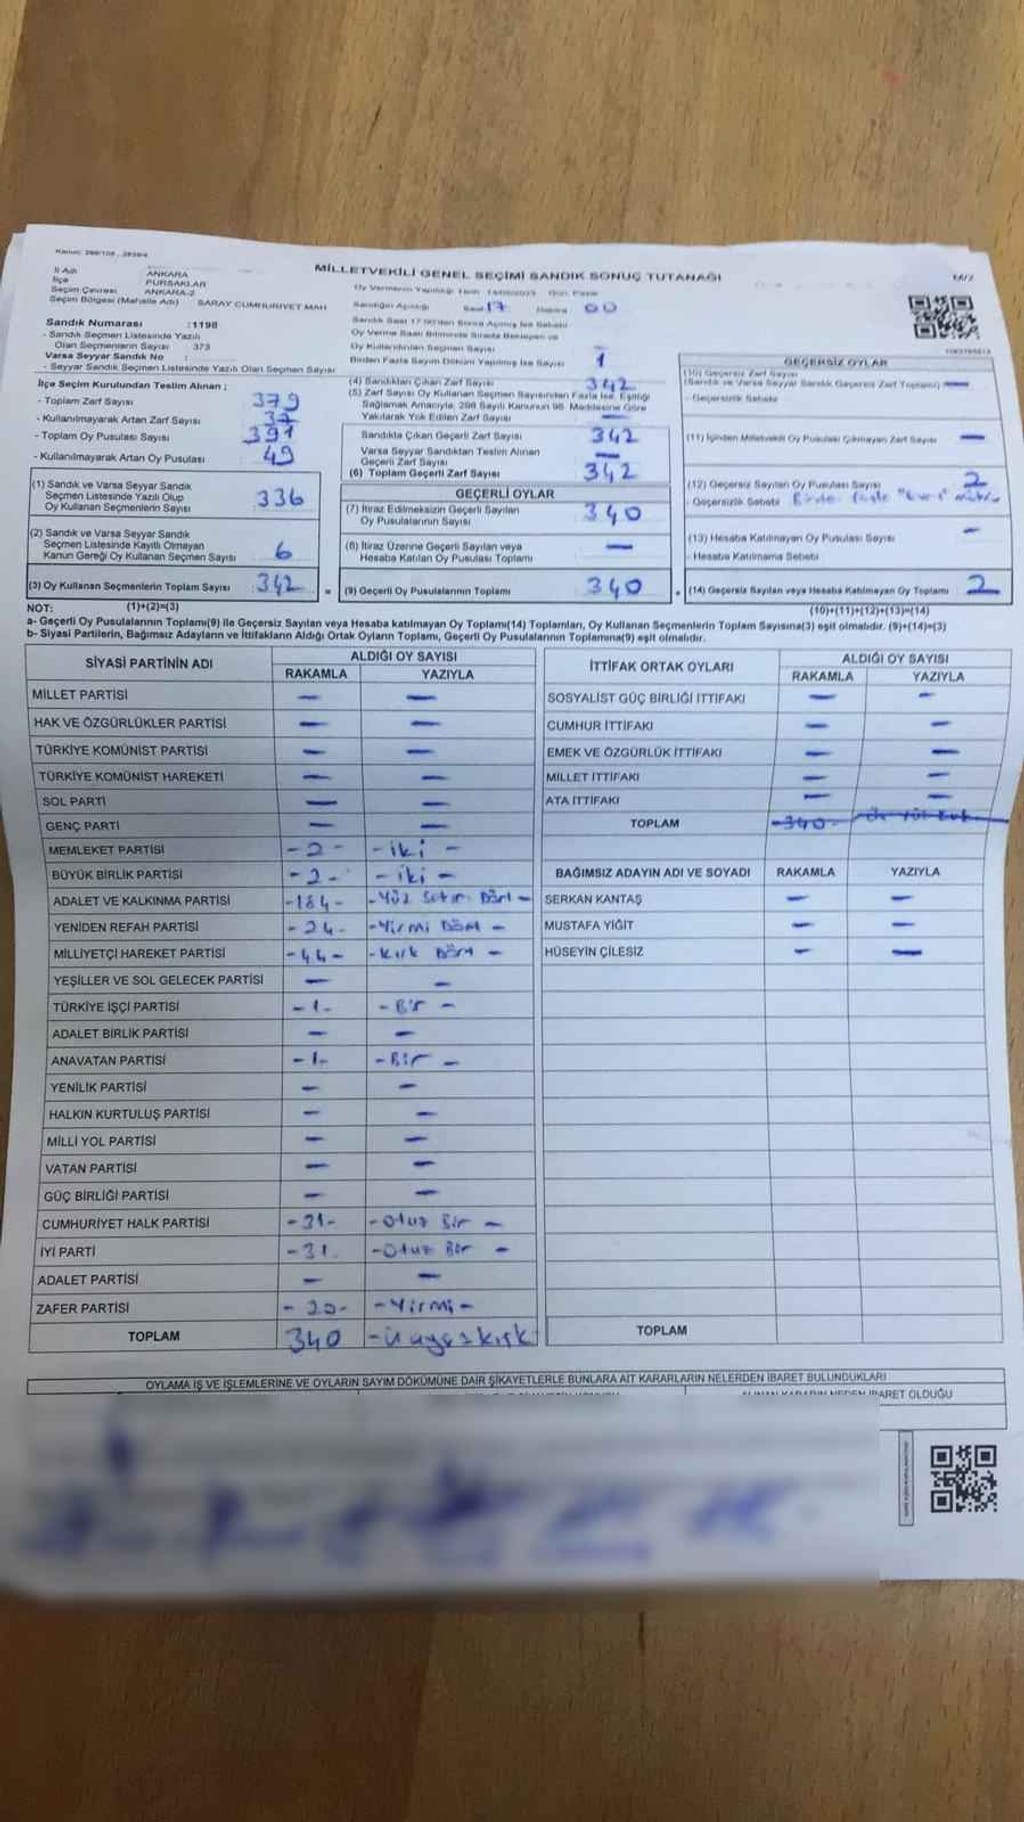 MİLLETVEKİLİ GENEL SEÇİMİ SANDIK SONUÇ TUTANAĞI
İl Adı ANKARA
İlçe PURSAKLAR
Seçim Çevresi ANKARA-2
Seçim Bölgesi (Mahalle Adı) SARAY CUMHURİYET MAH
Sandık Numarası :1198
- Sandık Seçmen Listesinde Yazılı
Olan Seçmenlerin Sayısı 373
Varsa Seyyar Sandık No :
- Seyyar Sandık Seçmen Listesinde Yazılı Olan Seçmen Sayısı
İlçe Seçim Kurulundan Teslim Alınan :
- Toplam Zarf Sayısı 379
- Kullanılmayarak Artan Zarf Sayısı 37
- Toplam Oy Pusulası Sayısı 391
- Kullanılmayarak Artan Oy Pusulası 49
(1) Sandık ve Varsa Seyyar Sandık
Seçmen Listesinde Yazılı Olup
Oy Kullanan Seçmenlerin Sayısı 336
(2) Sandık ve Varsa Seyyar Sandık
Seçmen Listesinde Kayıtlı Olmayan
Kanun Gereği Oy Kullanan Seçmen Sayısı 6
(3) Oy Kullanan Seçmenlerin Toplam Sayısı 342
Sandığın Açıldığı Saat 17 00
Oy Kullandırılan Seçmen Sayısı
Birden Fazla Sayım Döküm Yapılmış İse Sayısı 1
(4) Sandıktan Çıkan Zarf Sayısı 342
(5) Zarf Sayısı Oy Kullanan Seçmen Sayısından Fazla İse, Eşitliği
Sağlamak Amacıyla, 298 Sayılı Kanunun 98. Maddesine Göre
Yakılarak Yok Edilen Zarf Sayısı —
Sandıkta Çıkan Geçerli Zarf Sayısı 342
Varsa Seyyar Sandıktan Teslim Alınan
Geçerli Zarf Sayısı —
(6) Toplam Geçerli Zarf Sayısı 342
GEÇERLİ OYLAR
(7) İtiraz Edilmeksizin Geçerli Sayılan
Oy Pusulalarının Sayısı 340
(8) İtiraz Üzerine Geçerli Sayılan veya
Hesaba Katılan Oy Pusulası Toplamı —
= (9) Geçerli Oy Pusulalarının Toplamı 340
GEÇERSİZ OYLAR
(10) Geçersiz Zarf Sayısı
(Sandık ve Varsa Seyyar Sandık Geçersiz Zarf Toplamı) —
- Geçersizlik Sebebi
(11) İçinden Milletvekili Oy Pusulası Çıkmayan Zarf Sayısı —
(12) Geçersiz Sayılan Oy Pusulası Sayısı 2
- Geçersizlik Sebebi Birden fazla "Evet" mührü
(13) Hesaba Katılmayan Oy Pusulası Sayısı —
- Hesaba Katılmama Sebebi
(14) Geçersiz Sayılan veya Hesaba Katılmayan Oy Toplamı 2
NOT: (1)+(2)=(3) (10)+(11)+(12)+(13)=(14)
a- Geçerli Oy Pusulalarının Toplamı(9) ile Geçersiz Sayılan veya Hesaba katılmayan Oy Toplamı(14) Toplamları, Oy Kullanan Seçmenlerin Toplam Sayısına(3) eşit olmalıdır. (9)+(14)=(3)
b- Siyasi Partilerin, Bağımsız Adayların ve İttifakların Aldığı Ortak Oyların Toplamı, Geçerli Oy Pusulalarının Toplamına(9) eşit olmalıdır.
SİYASİ PARTİNİN ADI ALDIĞI OY SAYISI
RAKAMLA YAZIYLA
MİLLET PARTİSİ — —
HAK VE ÖZGÜRLÜKLER PARTİSİ — —
TÜRKİYE KOMÜNİST PARTİSİ — —
TÜRKİYE KOMÜNİST HAREKETİ — —
SOL PARTİ — —
GENÇ PARTİ — —
MEMLEKET PARTİSİ -2- -iki-
BÜYÜK BİRLİK PARTİSİ -2- -iki-
ADALET VE KALKINMA PARTİSİ -184- -Yüz Seksen Dört-
YENİDEN REFAH PARTİSİ -24- -Yirmi Dört-
MİLLİYETÇİ HAREKET PARTİSİ -44- -Kırk Dört-
YEŞİLLER VE SOL GELECEK PARTİSİ — —
TÜRKİYE İŞÇİ PARTİSİ -1- -Bir-
ADALET BİRLİK PARTİSİ — —
ANAVATAN PARTİSİ -1- -Bir-
YENİLİK PARTİSİ — —
HALKIN KURTULUŞ PARTİSİ — —
MİLLİ YOL PARTİSİ — —
VATAN PARTİSİ — —
GÜÇ BİRLİĞİ PARTİSİ — —
CUMHURİYET HALK PARTİSİ -31- -Otuz Bir-
İYİ PARTİ -31- -Otuz Bir-
ADALET PARTİSİ — —
ZAFER PARTİSİ -20- -Yirmi-
TOPLAM 340 -üçyüzkırk
İTTİFAK ORTAK OYLARI ALDIĞI OY SAYISI
RAKAMLA YAZIYLA
SOSYALİST GÜÇ BİRLİĞİ İTTİFAKI — —
CUMHUR İTTİFAKI — —
EMEK VE ÖZGÜRLÜK İTTİFAKI — —
MİLLET İTTİFAKI — —
ATA İTTİFAKI — —
TOPLAM -340- Üç Yüz Kırk
BAĞIMSIZ ADAYIN ADI VE SOYADI RAKAMLA YAZIYLA
SERKAN KANTAŞ — —
MUSTAFA YİĞİT — —
HÜSEYİN ÇİLESİZ — —
TOPLAM
OYLAMA İŞ VE İŞLEMLERİNE VE OYLARIN SAYIM DÖKÜMÜNE DAİR ŞİKAYETLERLE BUNLARA AİT KARARLARIN NELERDEN İBARET BULUNDUKLARI